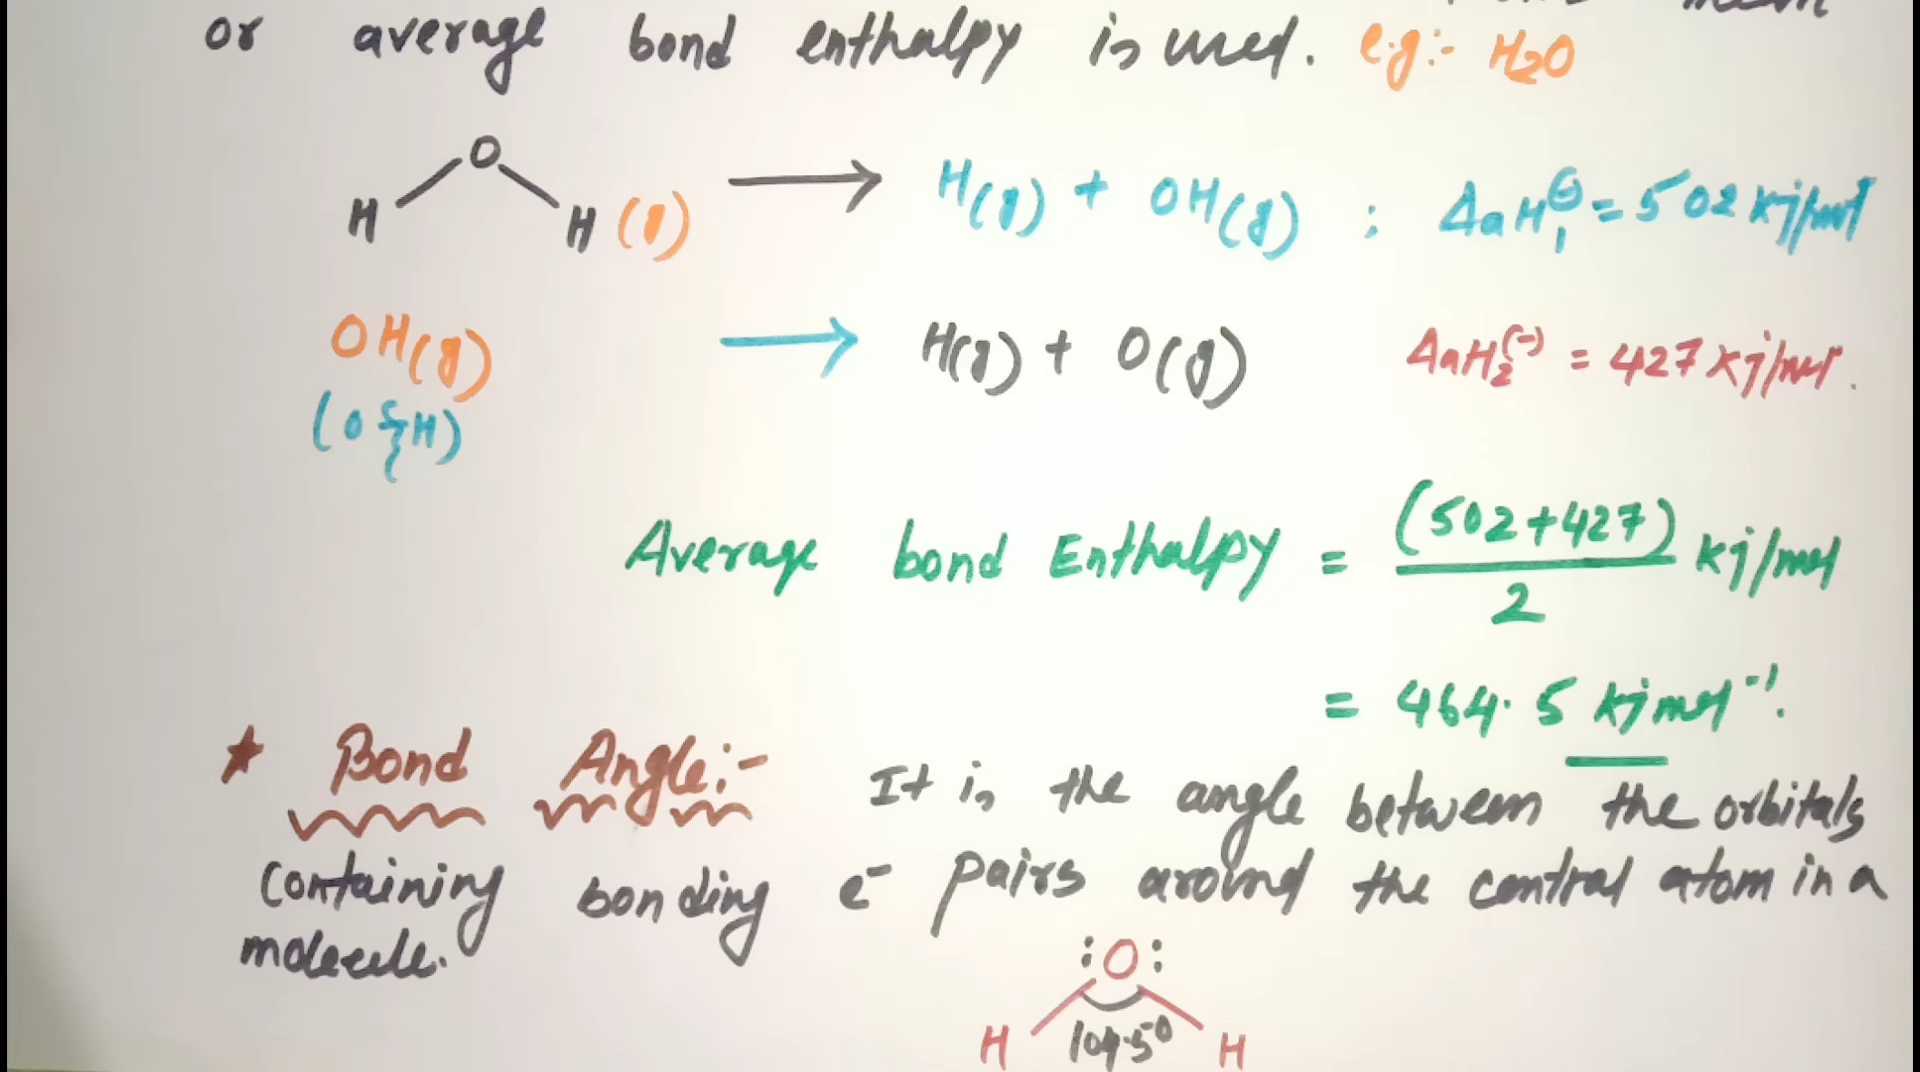 or average bond enthalpy is used. e.g:- H2O
O
H H (g) → H(g) + OH(g) ; ΔaH₁⊖ = 502 kj/mol
OH(g) → H(g) + O(g) ΔaH₂(-) = 427 kj/mol.
(O H)
Average bond Enthalpy = (502+427)/2 kj/mol
= 464.5 kjmol⁻¹.
★ Bond Angle:- It is the angle between the orbitals
containing bonding e⁻ pairs around the central atom in a
molecule.
:O:
H 104.5° H